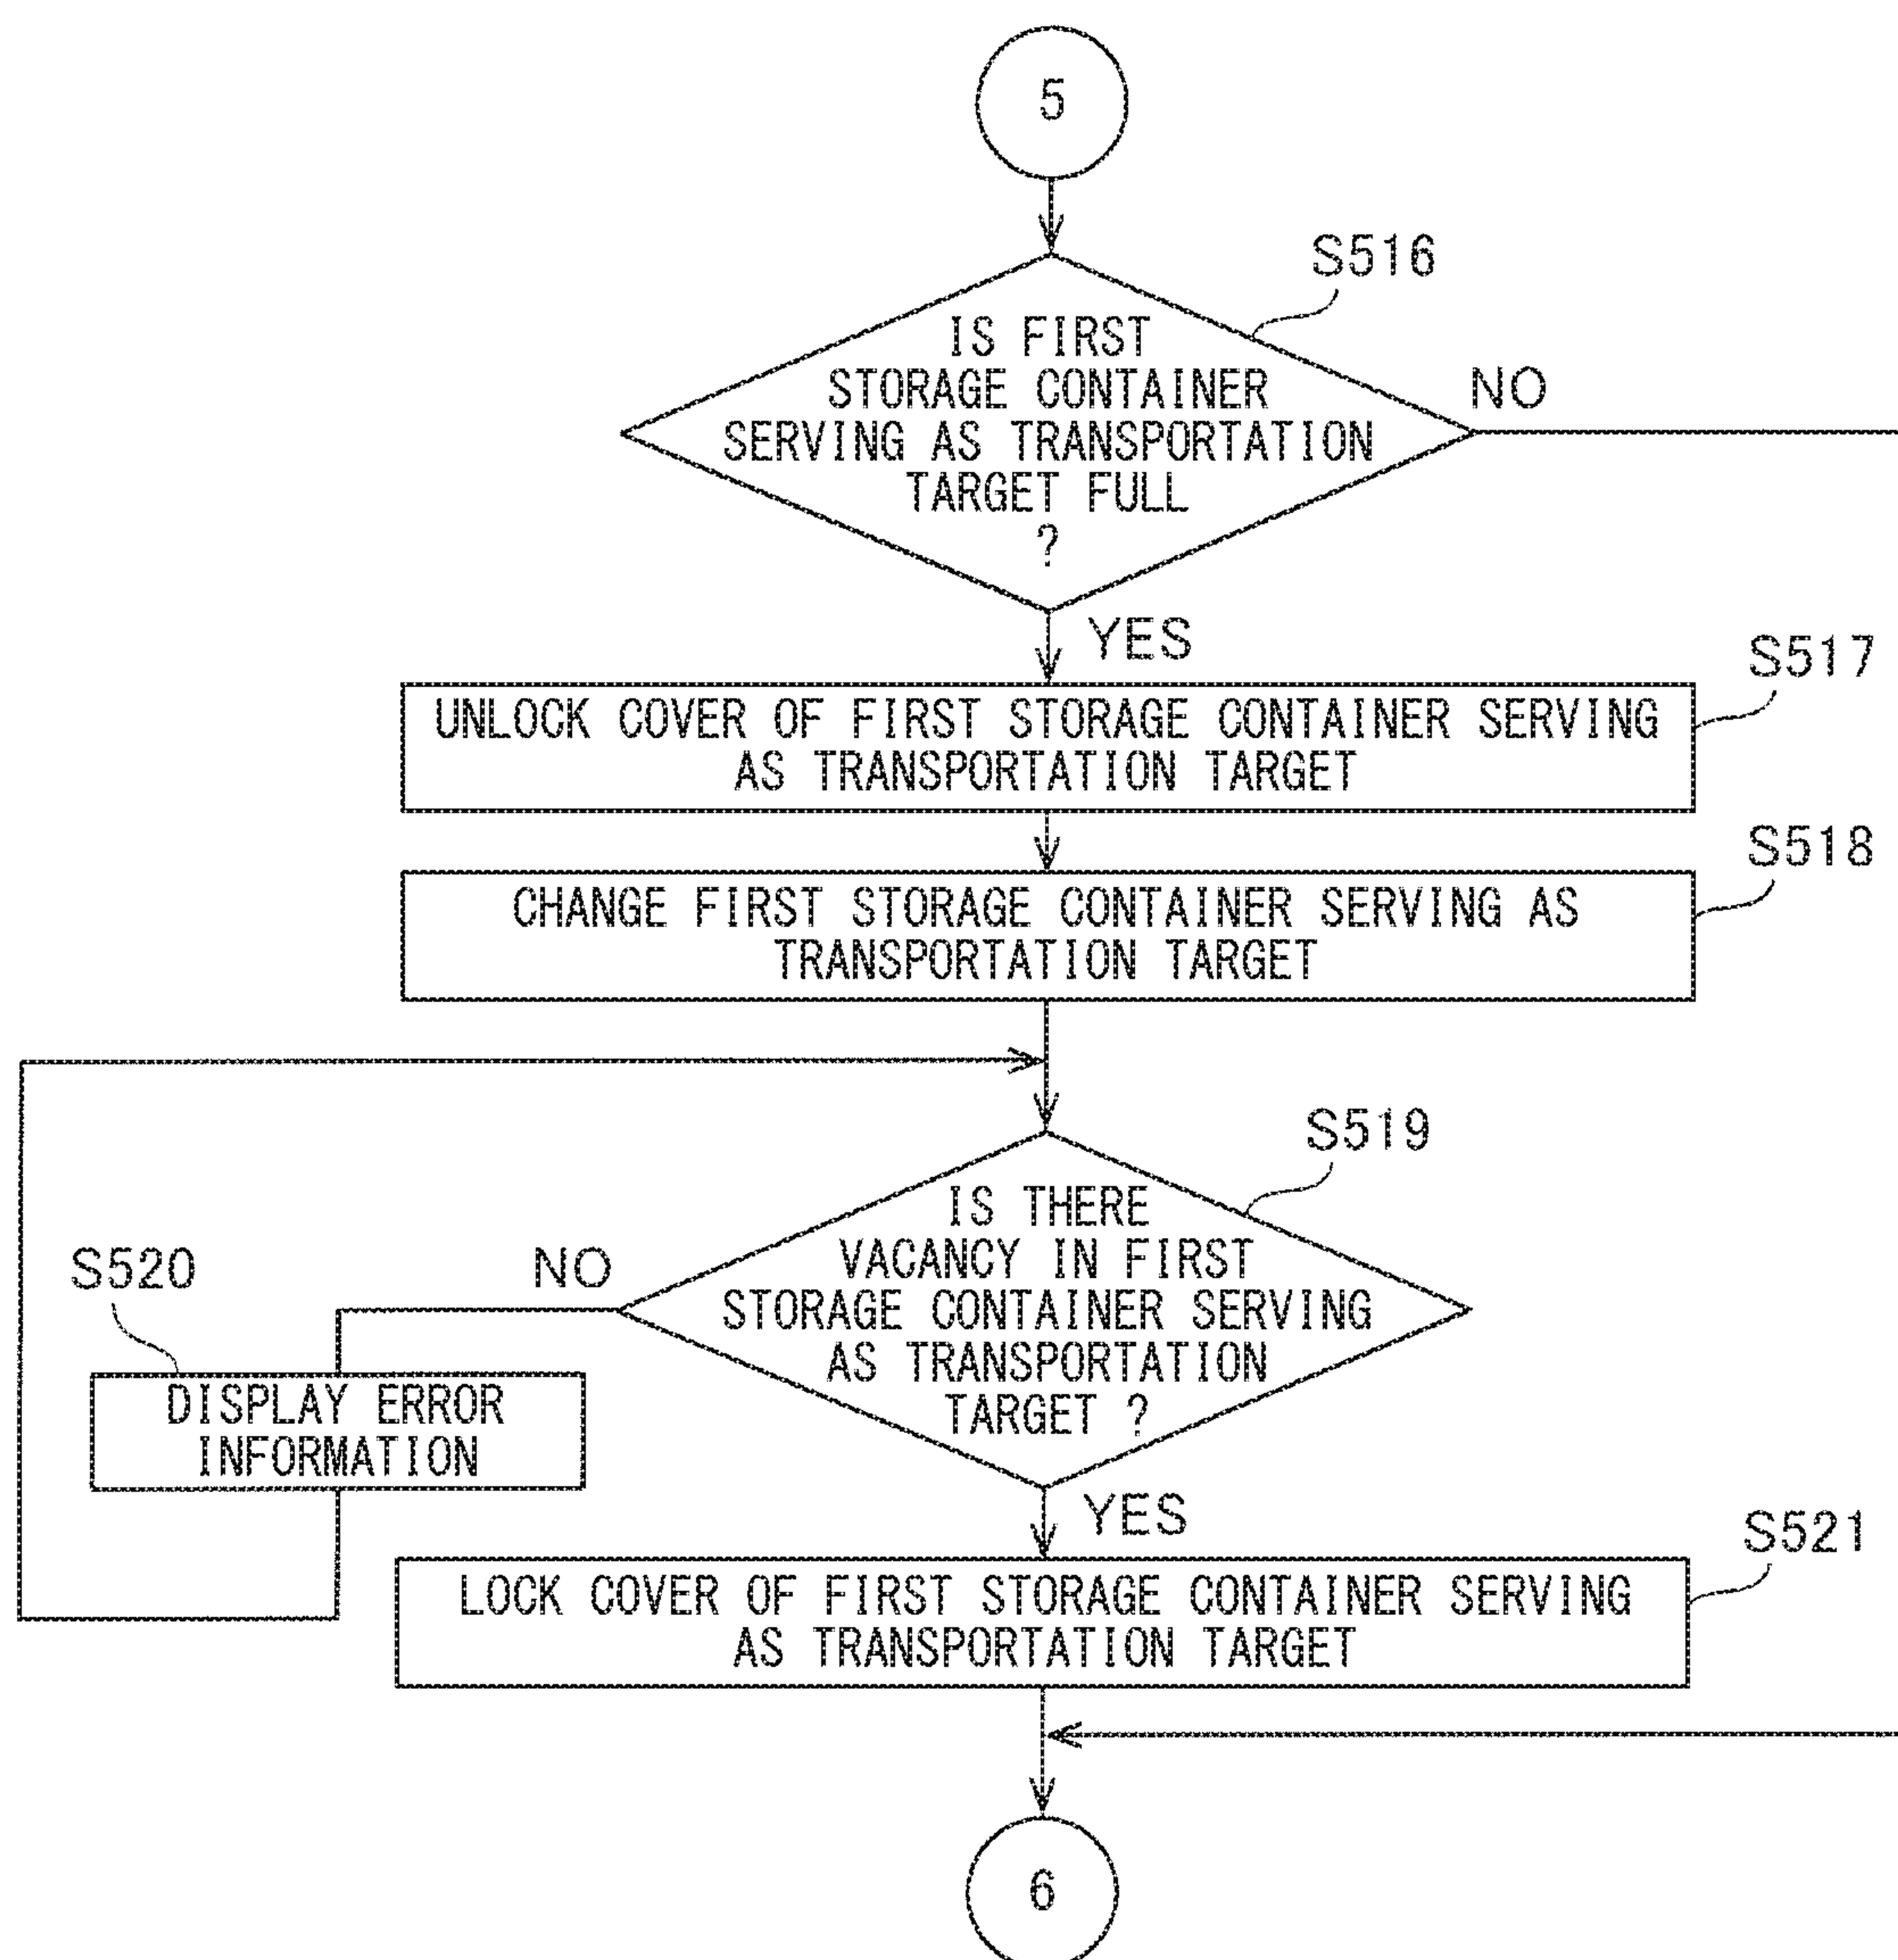 5
S516
IS FIRST
STORAGE CONTAINER
SERVING AS TRANSPORTATION
TARGET FULL
?
NO
YES
S517
UNLOCK COVER OF FIRST STORAGE CONTAINER SERVING
AS TRANSPORTATION TARGET
S518
CHANGE FIRST STORAGE CONTAINER SERVING AS
TRANSPORTATION TARGET
S519
IS THERE
VACANCY IN FIRST
STORAGE CONTAINER SERVING
AS TRANSPORTATION
TARGET ?
NO
S520
DISPLAY ERROR
INFORMATION
YES
S521
LOCK COVER OF FIRST STORAGE CONTAINER SERVING
AS TRANSPORTATION TARGET
6